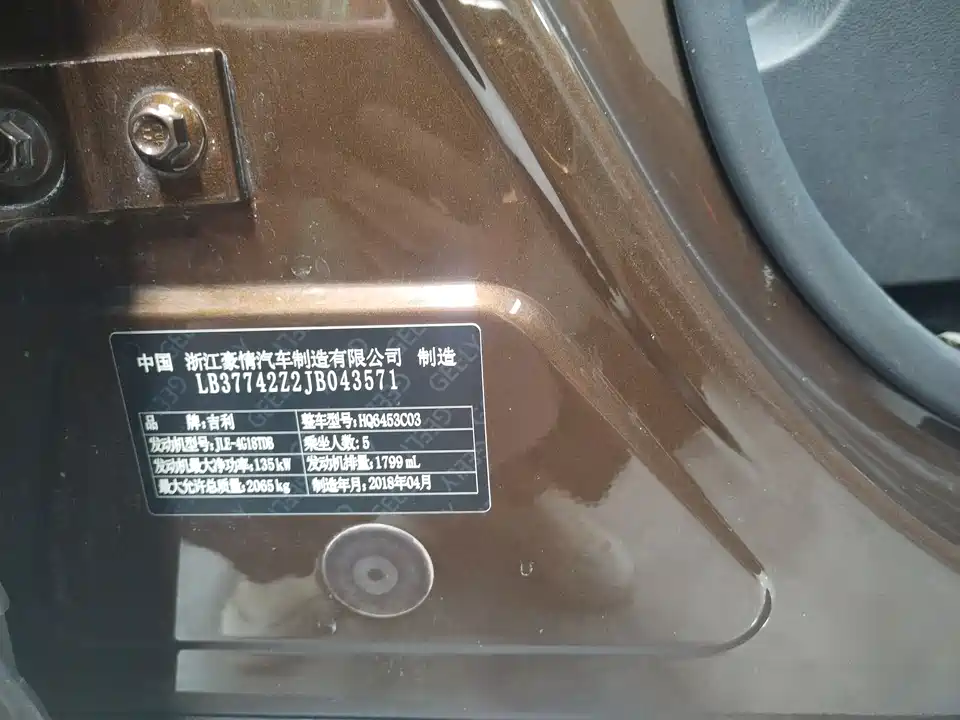 中国 浙江豪情汽车制造有限公司 制造
LB37742Z2JB043571
品 牌:吉利 整车型号:HQ6453C03
发动机型号:JLE-4G18TDB 乘坐人数:5
发动机最大净功率:135kW 发动机排量:1799mL
最大允许总质量:2065kg 制造年月:2018年04月